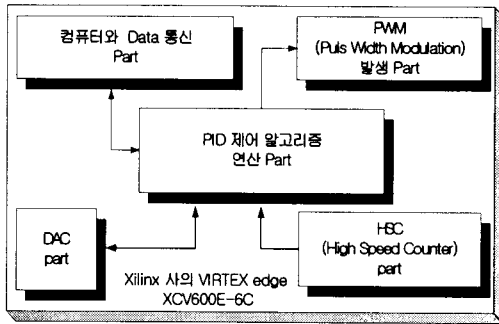 컴퓨터와 Data 통신
Part
PWM
(Puls Width Modulation)
발생 Part
PID 제어 알고리즘
연산 Part
DAC
part
HSC
(High Speed Counter)
part
Xilinx 사의 VIRTEX edge
XCV600E-6C